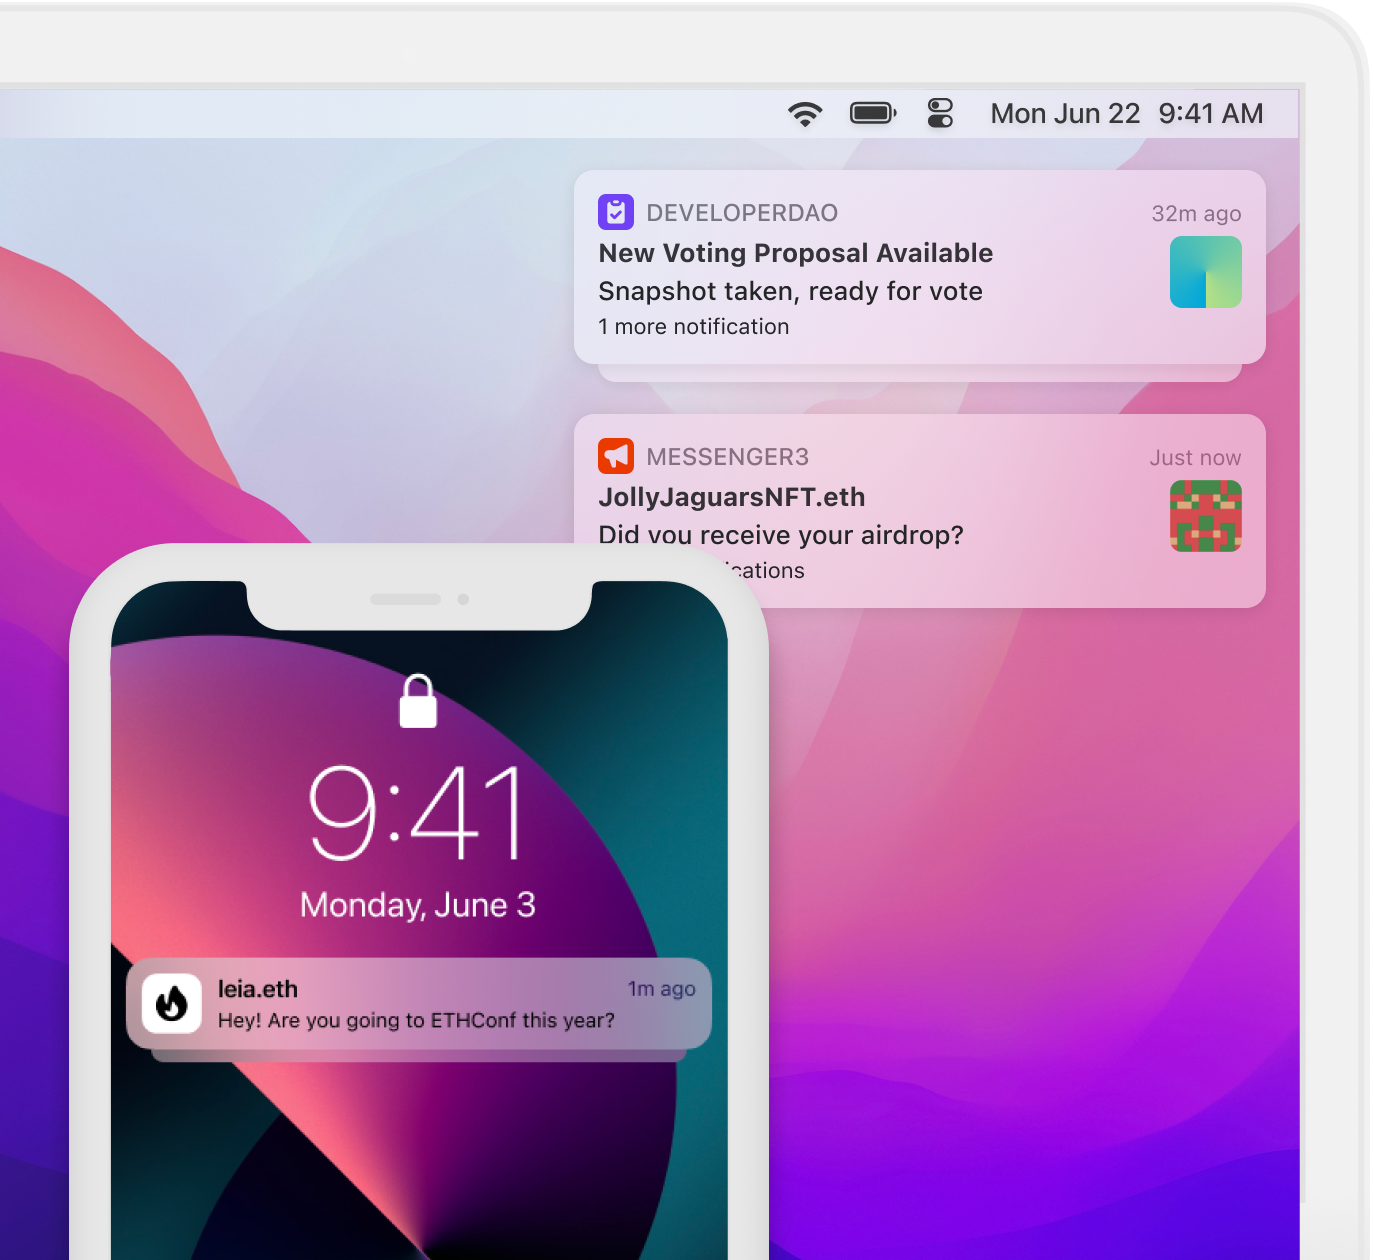 Mon Jun 22 9:41 AM
DEVELOPERDAO 32m ago
New Voting Proposal Available
Snapshot taken, ready for vote
1 more notification
MESSENGER3 Just now
JollyJaguarsNFT.eth
Did you receive your airdrop?
ications
9:41
Monday, June 3
leia.eth 1m ago
Hey! Are you going to ETHConf this year?